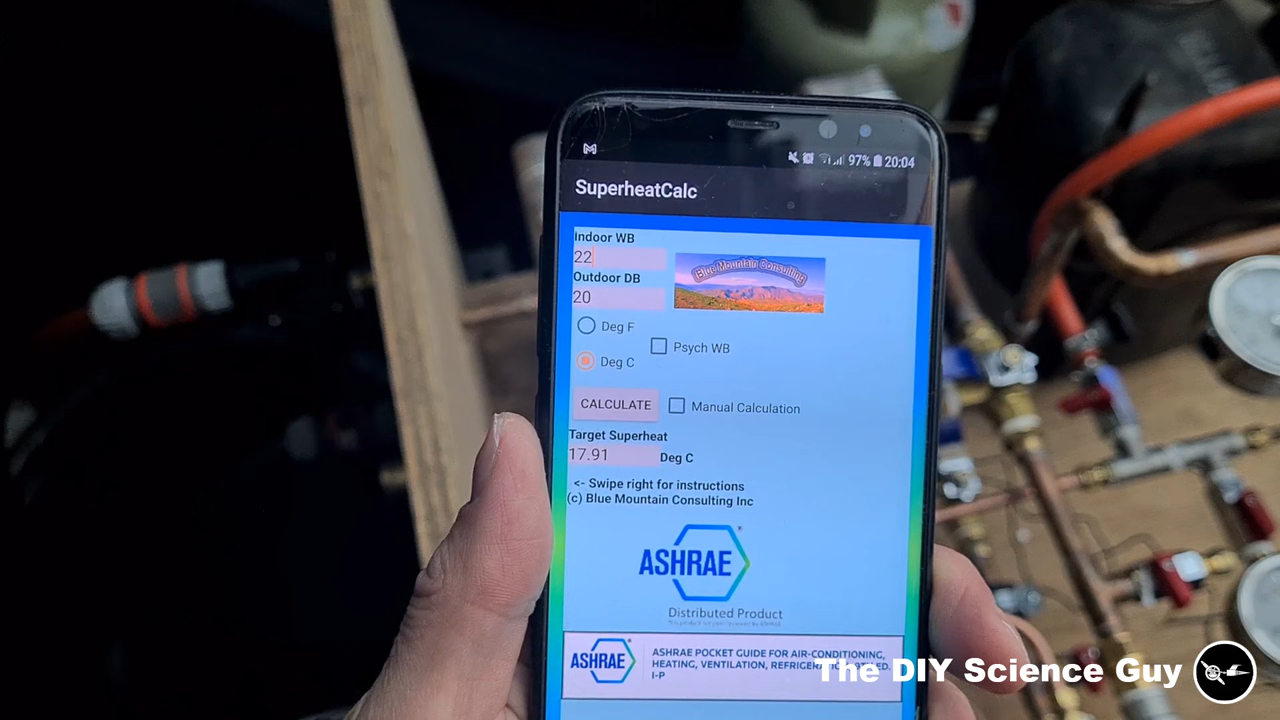 97% 20:04
SuperheatCalc
Indoor WB
22
Blue Mountain Consulting
Outdoor DB
20
Deg F
Psych WB
Deg C
CALCULATE
Manual Calculation
Target Superheat
17.91
Deg C
<- Swipe right for instructions
(c) Blue Mountain Consulting Inc
ASHRAE
Distributed Product
ASHRAE
ASHRAE POCKET GUIDE FOR AIR-CONDITIONING,
HEATING, VENTILATION,
I-P
The DIY Science Guy